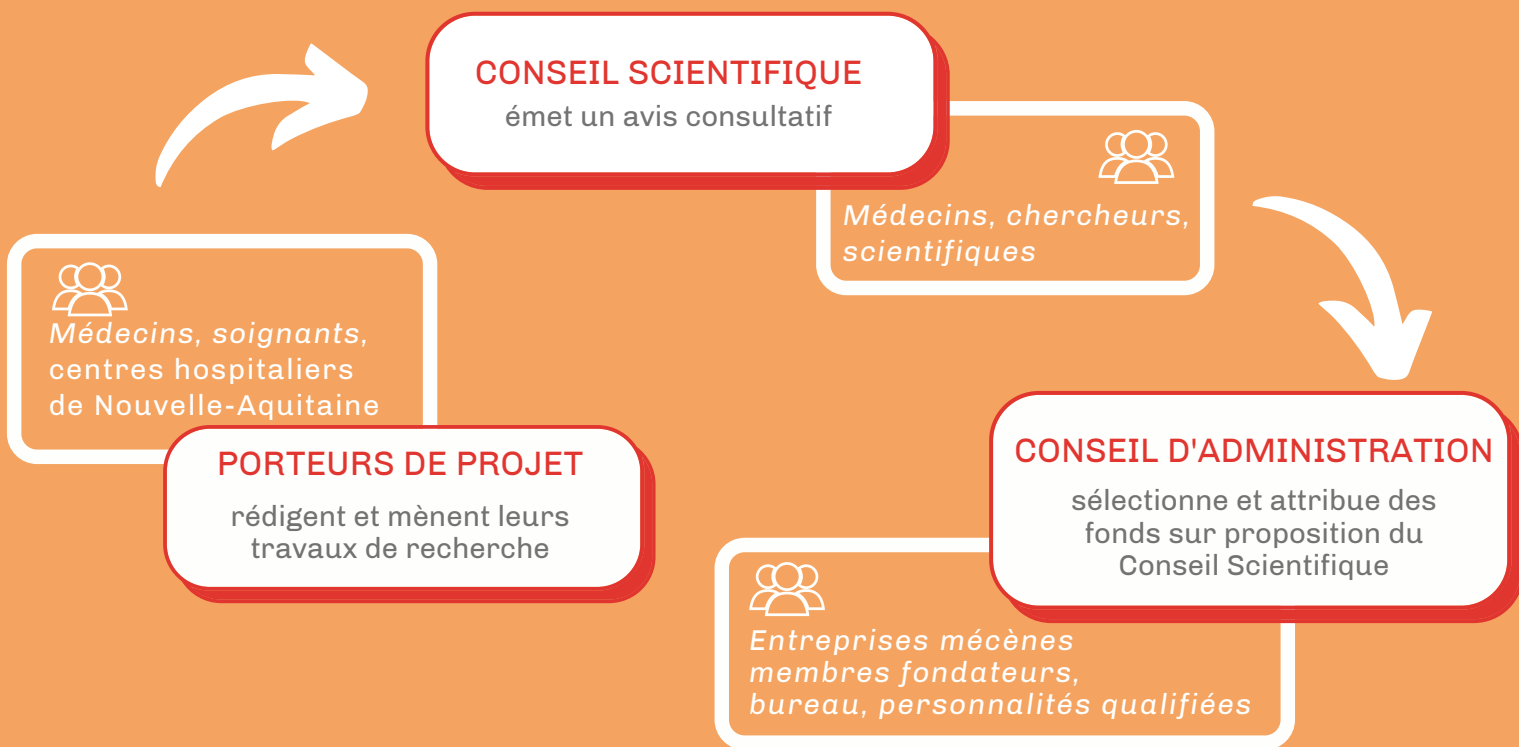 CONSEIL SCIENTIFIQUE
émet un avis consultatif
Médecins, chercheurs,
scientifiques
Médecins, soignants,
centres hospitaliers
de Nouvelle-Aquitaine
PORTEURS DE PROJET
rédigent et mènent leurs
travaux de recherche
CONSEIL D'ADMINISTRATION
sélectionne et attribue des
fonds sur proposition du
Conseil Scientifique
Entreprises mécènes
membres fondateurs,
bureau, personnalités qualifiées